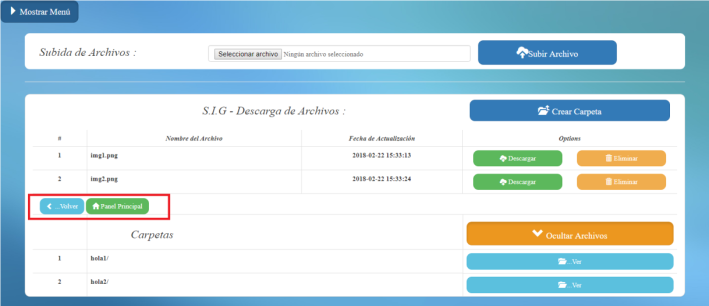 Mostrar Menú
Subida de Archivos :
Seleccionar archivo Ningún archivo seleccionado
Subir Archivo
S.I.G - Descarga de Archivos :
Crear Carpeta
# Nombre del Archivo Fecha de Actualización Options
1 img1.png 2018-02-22 15:33:13 Descargar Eliminar
2 img2.png 2018-02-22 15:33:24 Descargar Eliminar
...Volver Panel Principal
Carpetas Ocultar Archivos
1 hola1/ ...Ver
2 hola2/ ...Ver